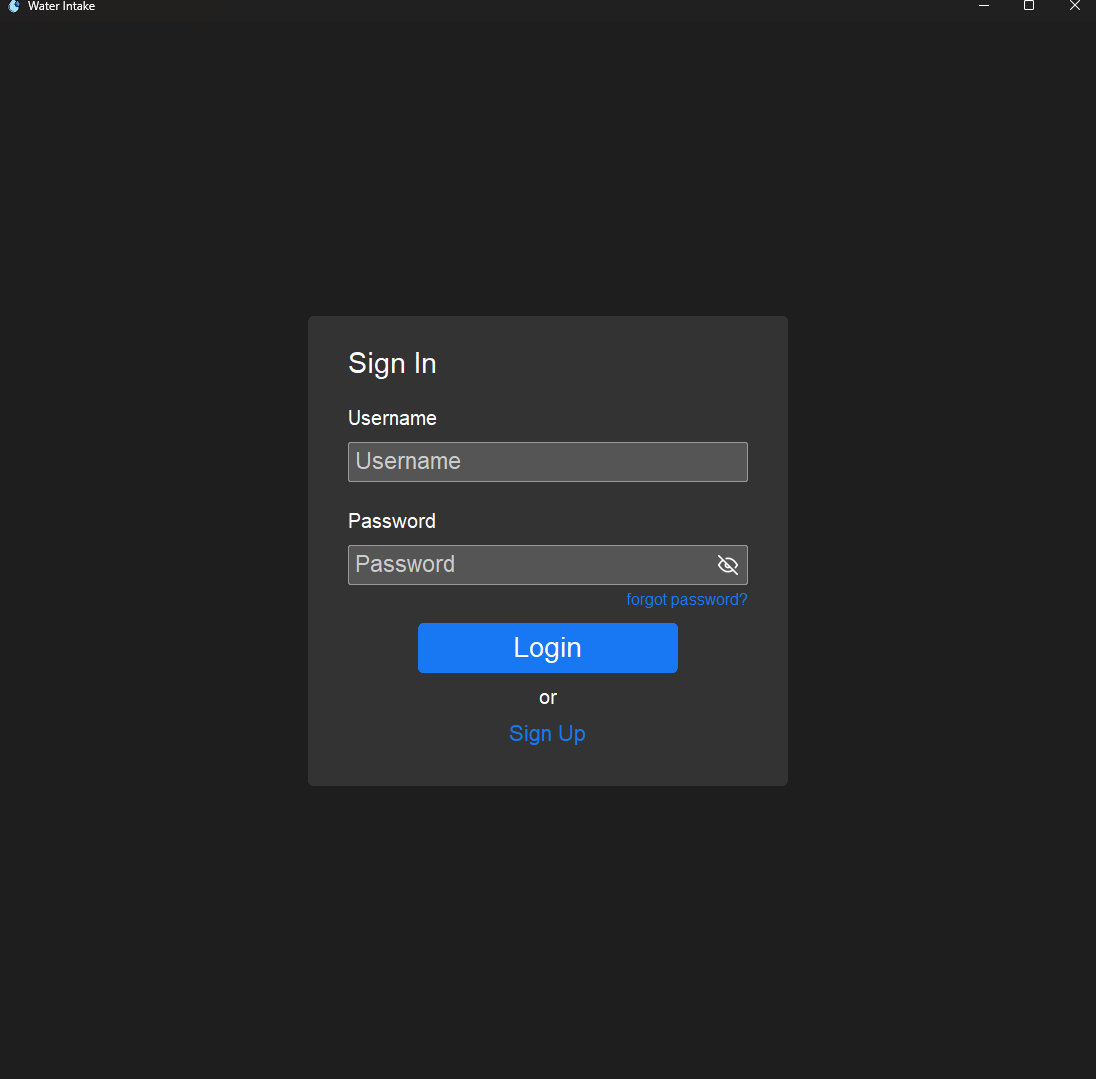 Water Intake
Sign In
Username
Username
Password
Password
forgot password?
Login
or
Sign Up